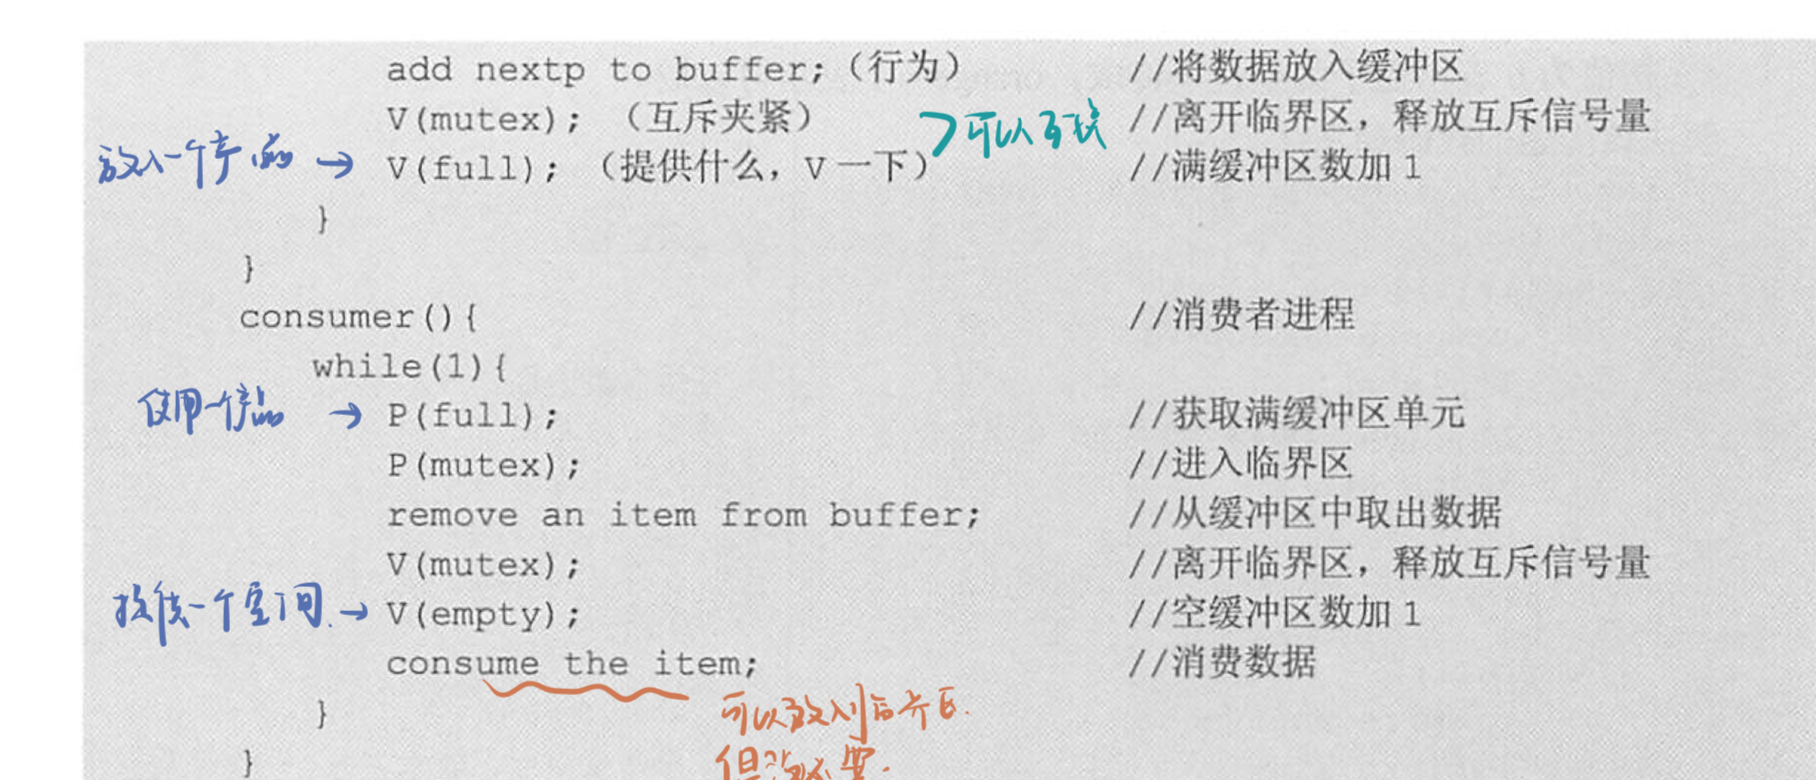 add nextp to buffer;（行为） //将数据放入缓冲区
V(mutex); （互斥夹紧） 可以互换 //离开临界区，释放互斥信号量
放入一个产品 → V(full); （提供什么，V一下） //满缓冲区数加1
}
}
consumer(){ //消费者进程
while(1){
使用一个产品 → P(full); //获取满缓冲区单元
P(mutex); //进入临界区
remove an item from buffer; //从缓冲区中取出数据
V(mutex); //离开临界区，释放互斥信号量
提供一个空间. → V(empty); //空缓冲区数加1
consume the item; //消费数据
} 可以放入临界区.
} 但没必要.